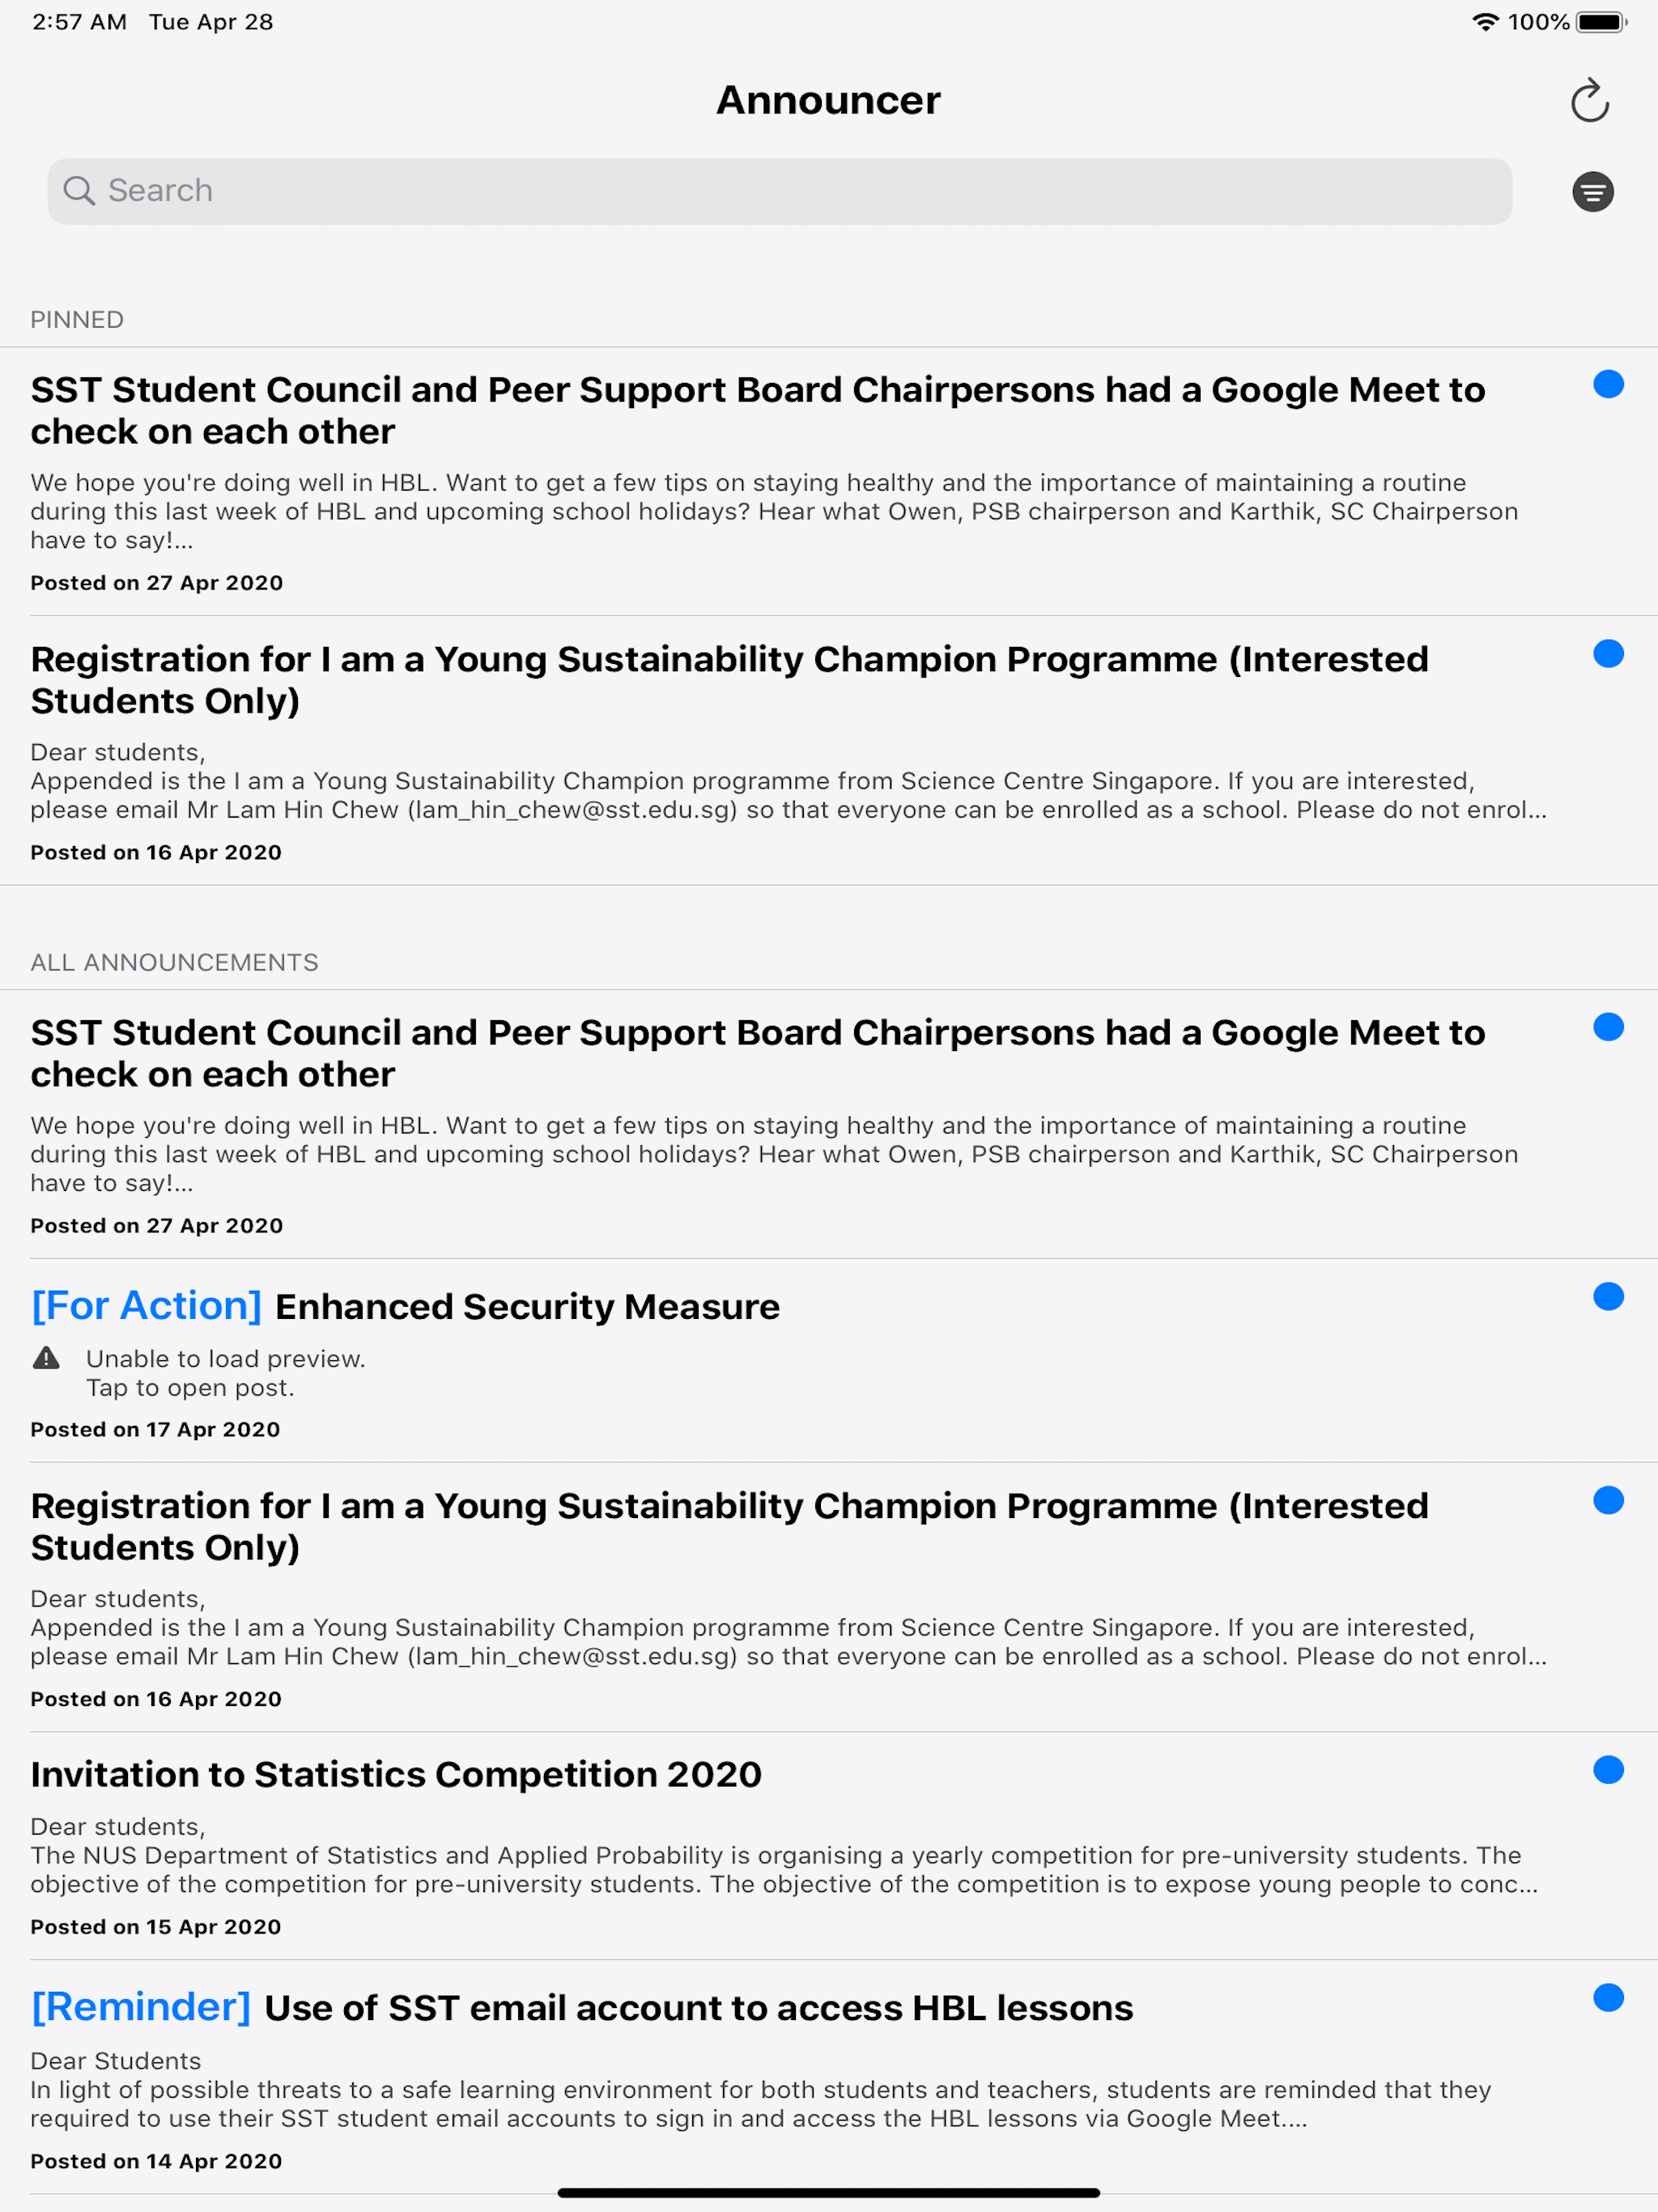 2:57 AM Tue Apr 28
100%
Announcer
Search
PINNED
SST Student Council and Peer Support Board Chairpersons had a Google Meet to
check on each other
We hope you're doing well in HBL. Want to get a few tips on staying healthy and the importance of maintaining a routine
during this last week of HBL and upcoming school holidays? Hear what Owen, PSB chairperson and Karthik, SC Chairperson
have to say!...
Posted on 27 Apr 2020
Registration for I am a Young Sustainability Champion Programme (Interested
Students Only)
Dear students,
Appended is the I am a Young Sustainability Champion programme from Science Centre Singapore. If you are interested,
please email Mr Lam Hin Chew (lam_hin_chew@sst.edu.sg) so that everyone can be enrolled as a school. Please do not enrol...
Posted on 16 Apr 2020
ALL ANNOUNCEMENTS
SST Student Council and Peer Support Board Chairpersons had a Google Meet to
check on each other
We hope you're doing well in HBL. Want to get a few tips on staying healthy and the importance of maintaining a routine
during this last week of HBL and upcoming school holidays? Hear what Owen, PSB chairperson and Karthik, SC Chairperson
have to say!...
Posted on 27 Apr 2020
[For Action] Enhanced Security Measure
Unable to load preview.
Tap to open post.
Posted on 17 Apr 2020
Registration for I am a Young Sustainability Champion Programme (Interested
Students Only)
Dear students,
Appended is the I am a Young Sustainability Champion programme from Science Centre Singapore. If you are interested,
please email Mr Lam Hin Chew (lam_hin_chew@sst.edu.sg) so that everyone can be enrolled as a school. Please do not enrol...
Posted on 16 Apr 2020
Invitation to Statistics Competition 2020
Dear students,
The NUS Department of Statistics and Applied Probability is organising a yearly competition for pre-university students. The
objective of the competition for pre-university students. The objective of the competition is to expose young people to conc...
Posted on 15 Apr 2020
[Reminder] Use of SST email account to access HBL lessons
Dear Students
In light of possible threats to a safe learning environment for both students and teachers, students are reminded that they
required to use their SST student email accounts to sign in and access the HBL lessons via Google Meet....
Posted on 14 Apr 2020